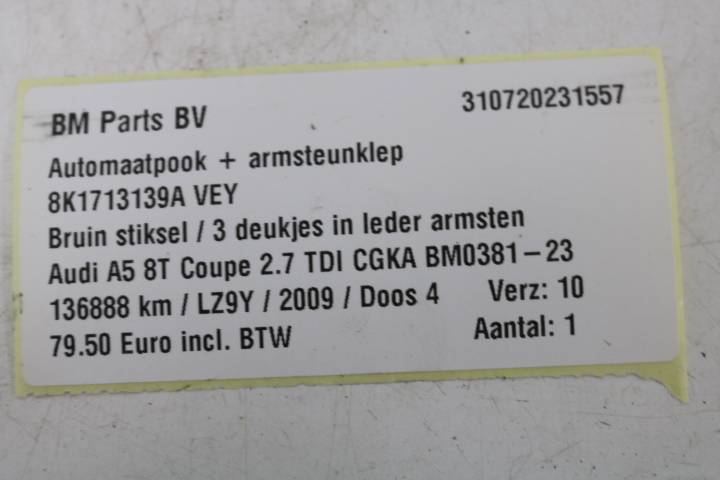 BM Parts BV 310720231557
Automaatpook + armsteunklep
8K1713139A VEY
Bruin stiksel / 3 deukjes in leder armsten
Audi A5 8T Coupe 2.7 TDI CGKA BM0381-23
136888 km / LZ9Y / 2009 / Doos 4 Verz: 10
79.50 Euro incl. BTW Aantal: 1